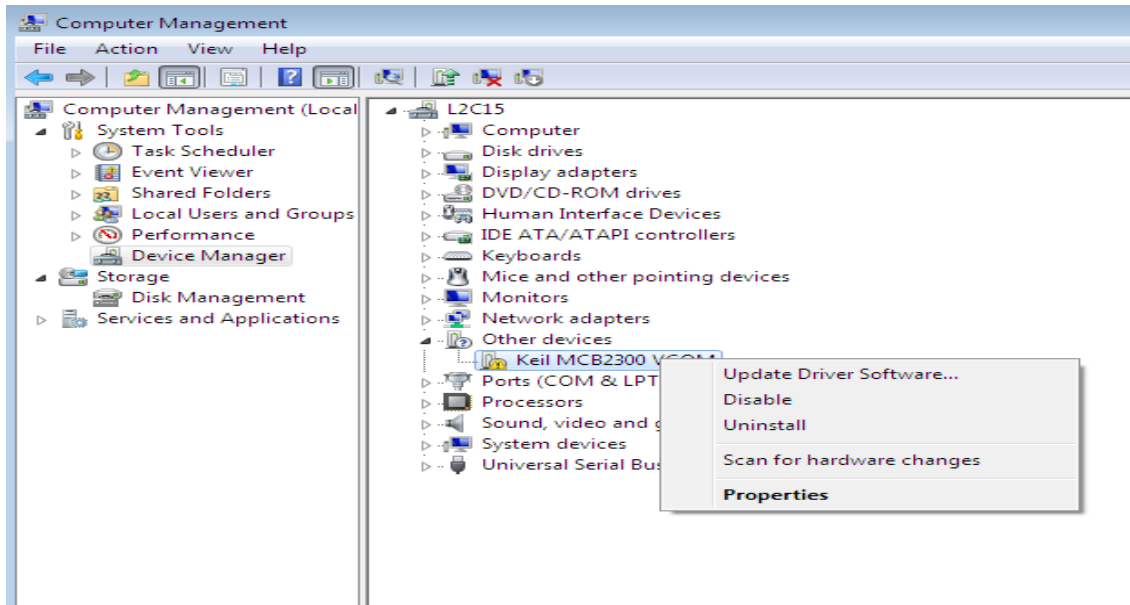 Computer Management
File Action View Help
Computer Management (Local
System Tools
Task Scheduler
Event Viewer
Shared Folders
Local Users and Groups
Performance
Device Manager
Storage
Disk Management
Services and Applications
L2C15
Computer
Disk drives
Display adapters
DVD/CD-ROM drives
Human Interface Devices
IDE ATA/ATAPI controllers
Keyboards
Mice and other pointing devices
Monitors
Network adapters
Other devices
Keil MCB2300 VCOM
Ports (COM & LPT
Processors
Sound, video and
System devices
Universal Serial
Update Driver Software...
Disable
Uninstall
Scan for hardware changes
Properties